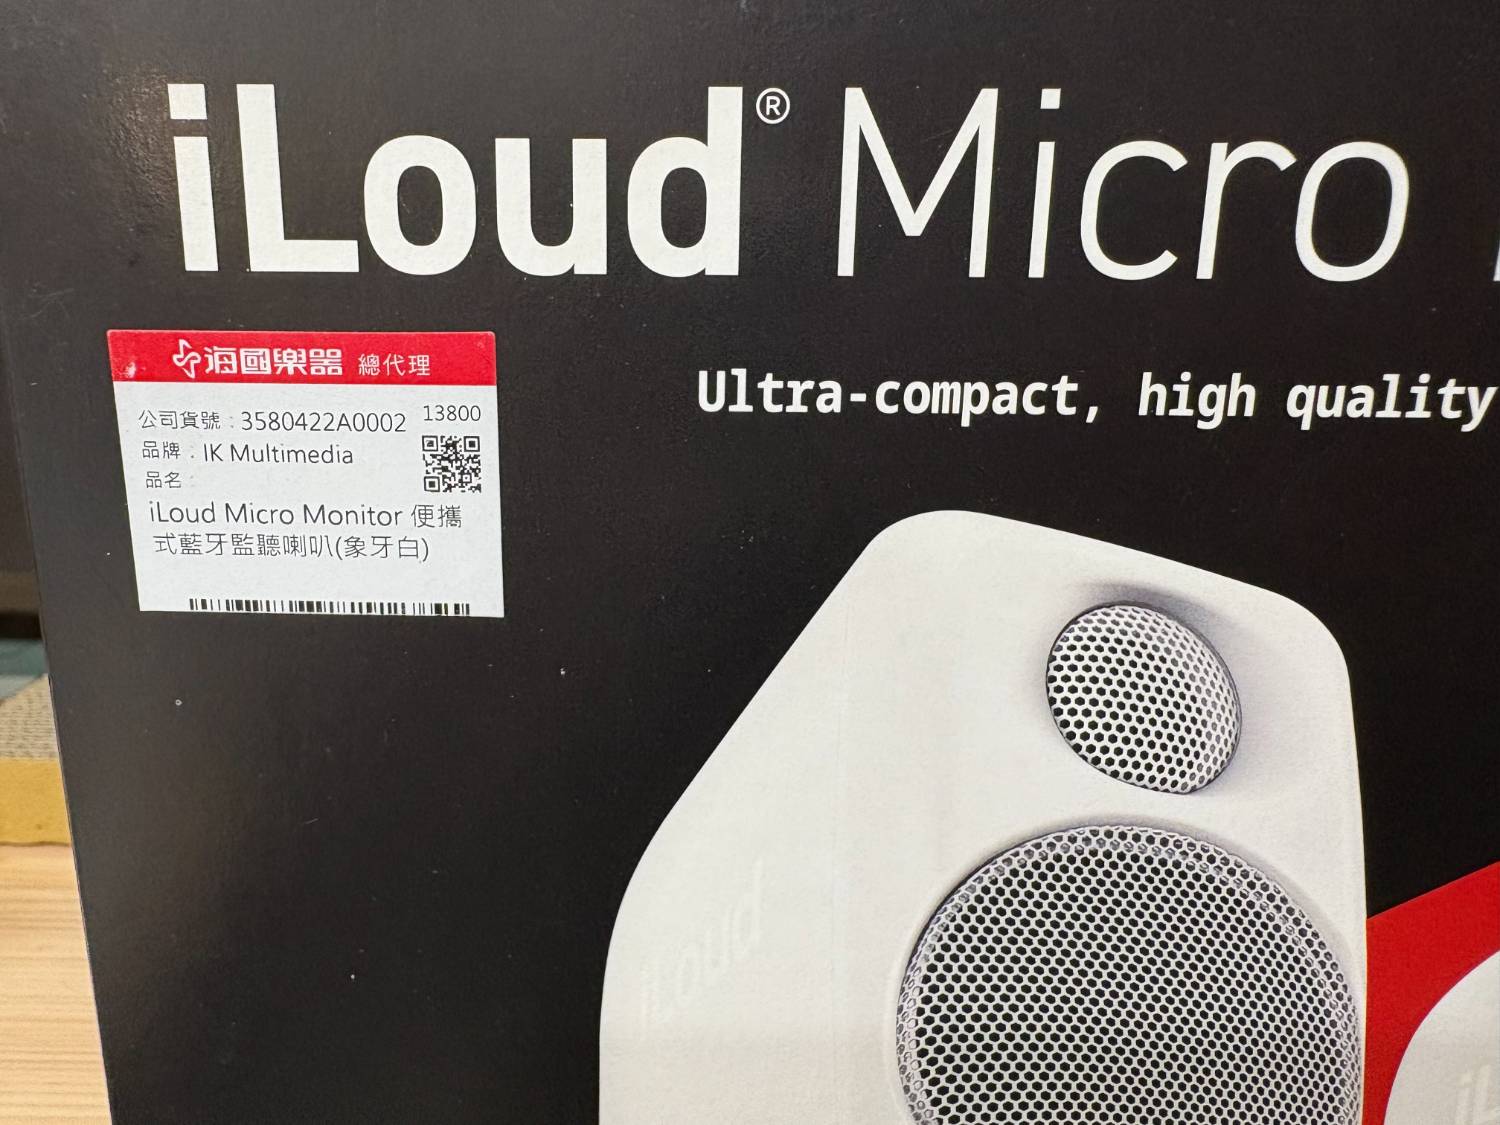 iLoud® Micro
Ultra-compact, high quality
海國樂器 總代理
公司貨號：3580422A0002 13800
品牌：IK Multimedia
品名：
iLoud Micro Monitor 便攜
式藍牙監聽喇叭(象牙白)
iLoud